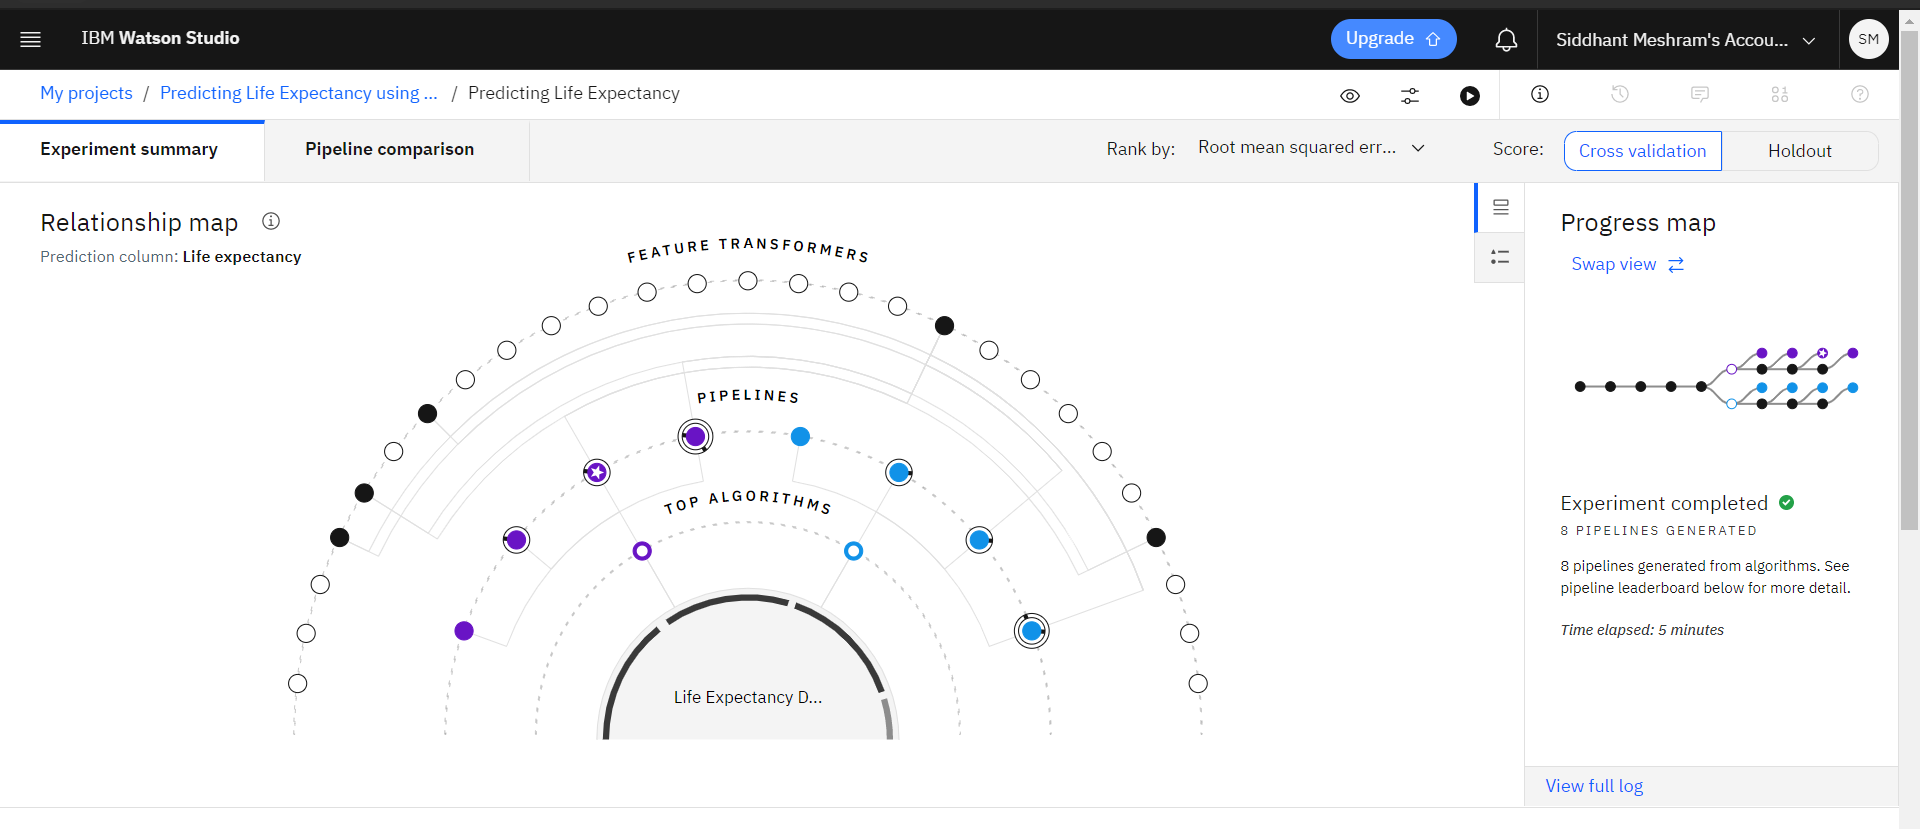 IBM Watson Studio
Upgrade
Siddhant Meshram's Accou...
SM
My projects / Predicting Life Expectancy using ... / Predicting Life Expectancy
Experiment summary
Pipeline comparison
Rank by: Root mean squared err...
Score: Cross validation Holdout
Relationship map
Prediction column: Life expectancy
FEATURE TRANSFORMERS
PIPELINES
TOP ALGORITHMS
Life Expectancy D...
Progress map
Swap view
Experiment completed
8 PIPELINES GENERATED
8 pipelines generated from algorithms. See
pipeline leaderboard below for more detail.
Time elapsed: 5 minutes
View full log